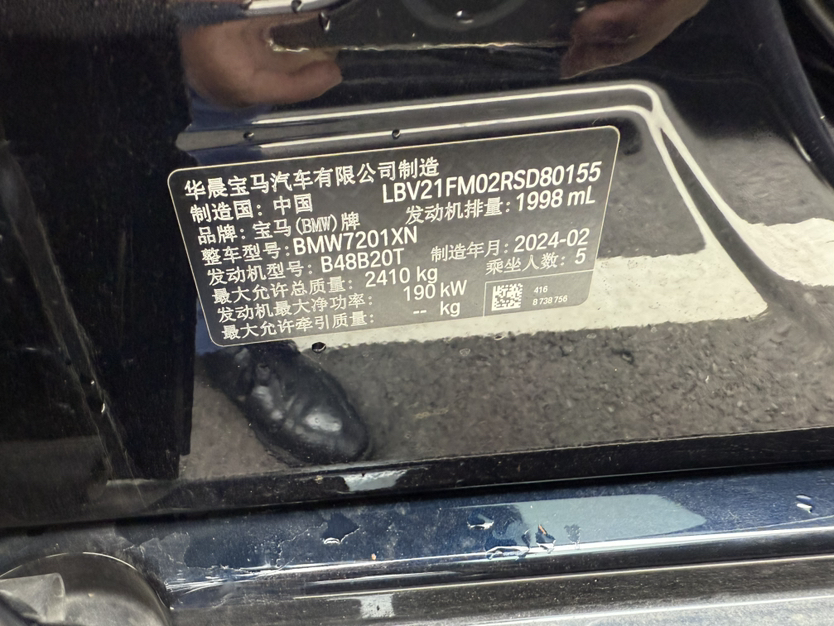 华晨宝马汽车有限公司制造
制造国：中国 LBV21FM02RSD80155
品牌：宝马(BMW)牌 发动机排量：1998 mL
整车型号：BMW7201XN
发动机型号：B48B20T 制造年月：2024-02
最大允许总质量：2410 kg 乘坐人数：5
发动机最大净功率：190 kW
最大允许牵引质量：-- kg
416
B 738 756